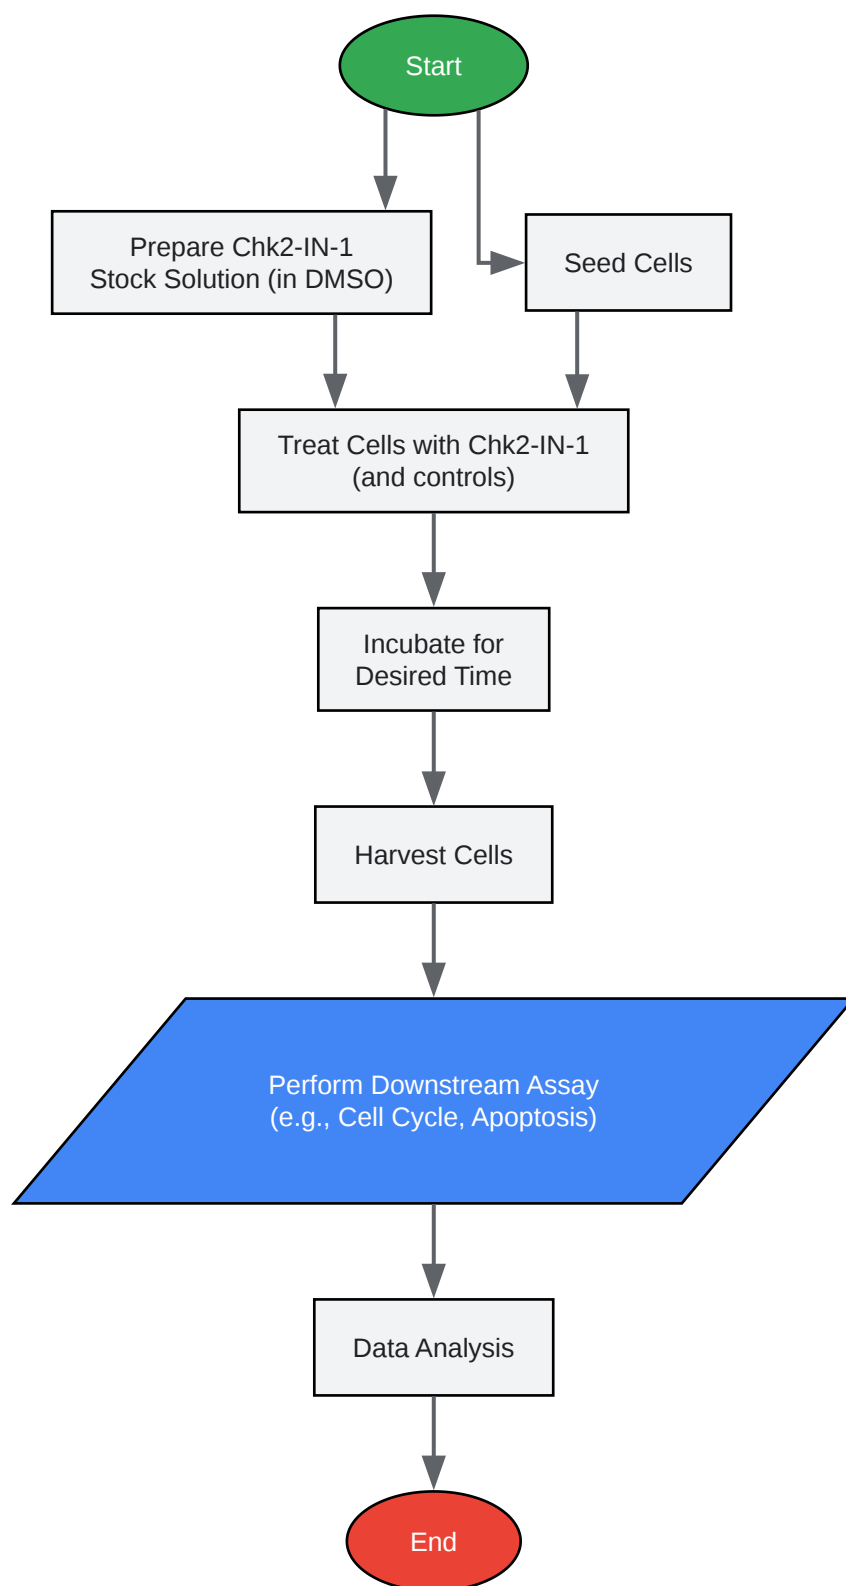 Start
Prepare Chk2-IN-1
Stock Solution (in DMSO)
Seed Cells
Treat Cells with Chk2-IN-1
(and controls)
Incubate for
Desired Time
Harvest Cells
Perform Downstream Assay
(e.g., Cell Cycle, Apoptosis)
Data Analysis
End